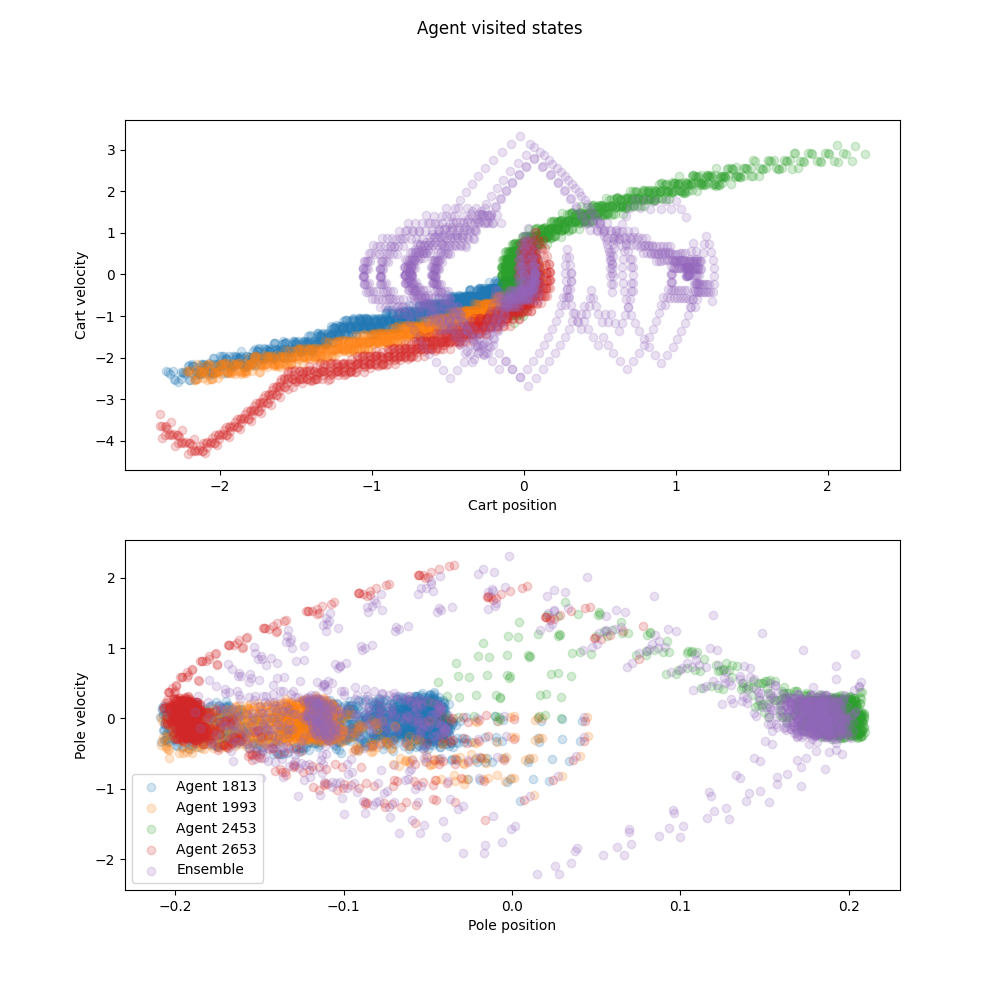 Agent visited states
3
2
1
0
−1
−2
−3
−4
Cart velocity
−2
−1
0
1
2
Cart position
2
1
0
−1
−2
Pole velocity
Agent 1813
Agent 1993
Agent 2453
Agent 2653
Ensemble
−0.2
−0.1
0.0
0.1
0.2
Pole position